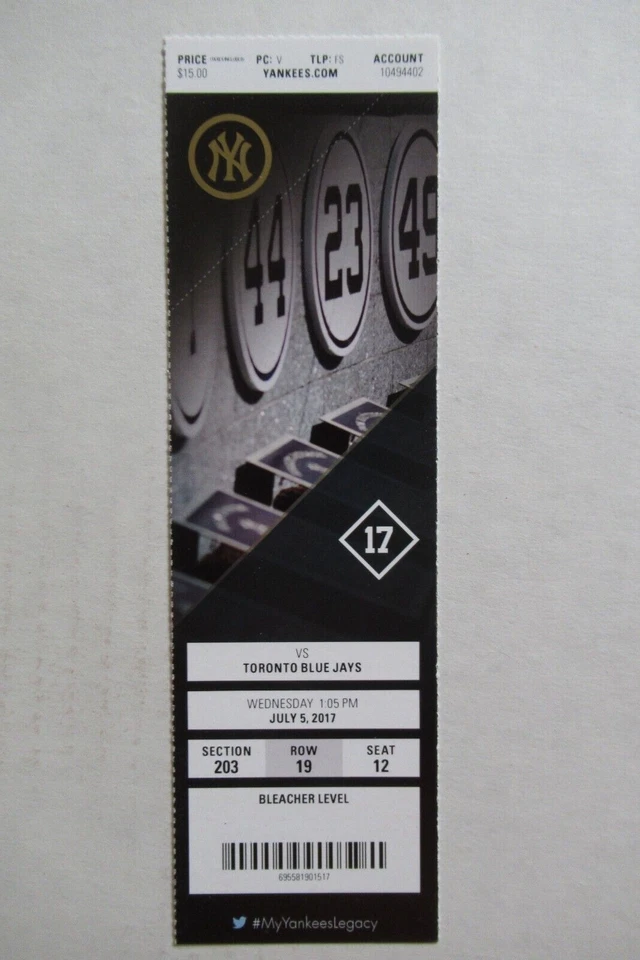 PRICE PC: V TLP: FS ACCOUNT
$15.00 YANKEES.COM 10494402
NY
44 23 49
17
VS
TORONTO BLUE JAYS
WEDNESDAY 1:05 PM
JULY 5, 2017
SECTION ROW SEAT
203 19 12
BLEACHER LEVEL
695581901517
#MyYankeesLegacy